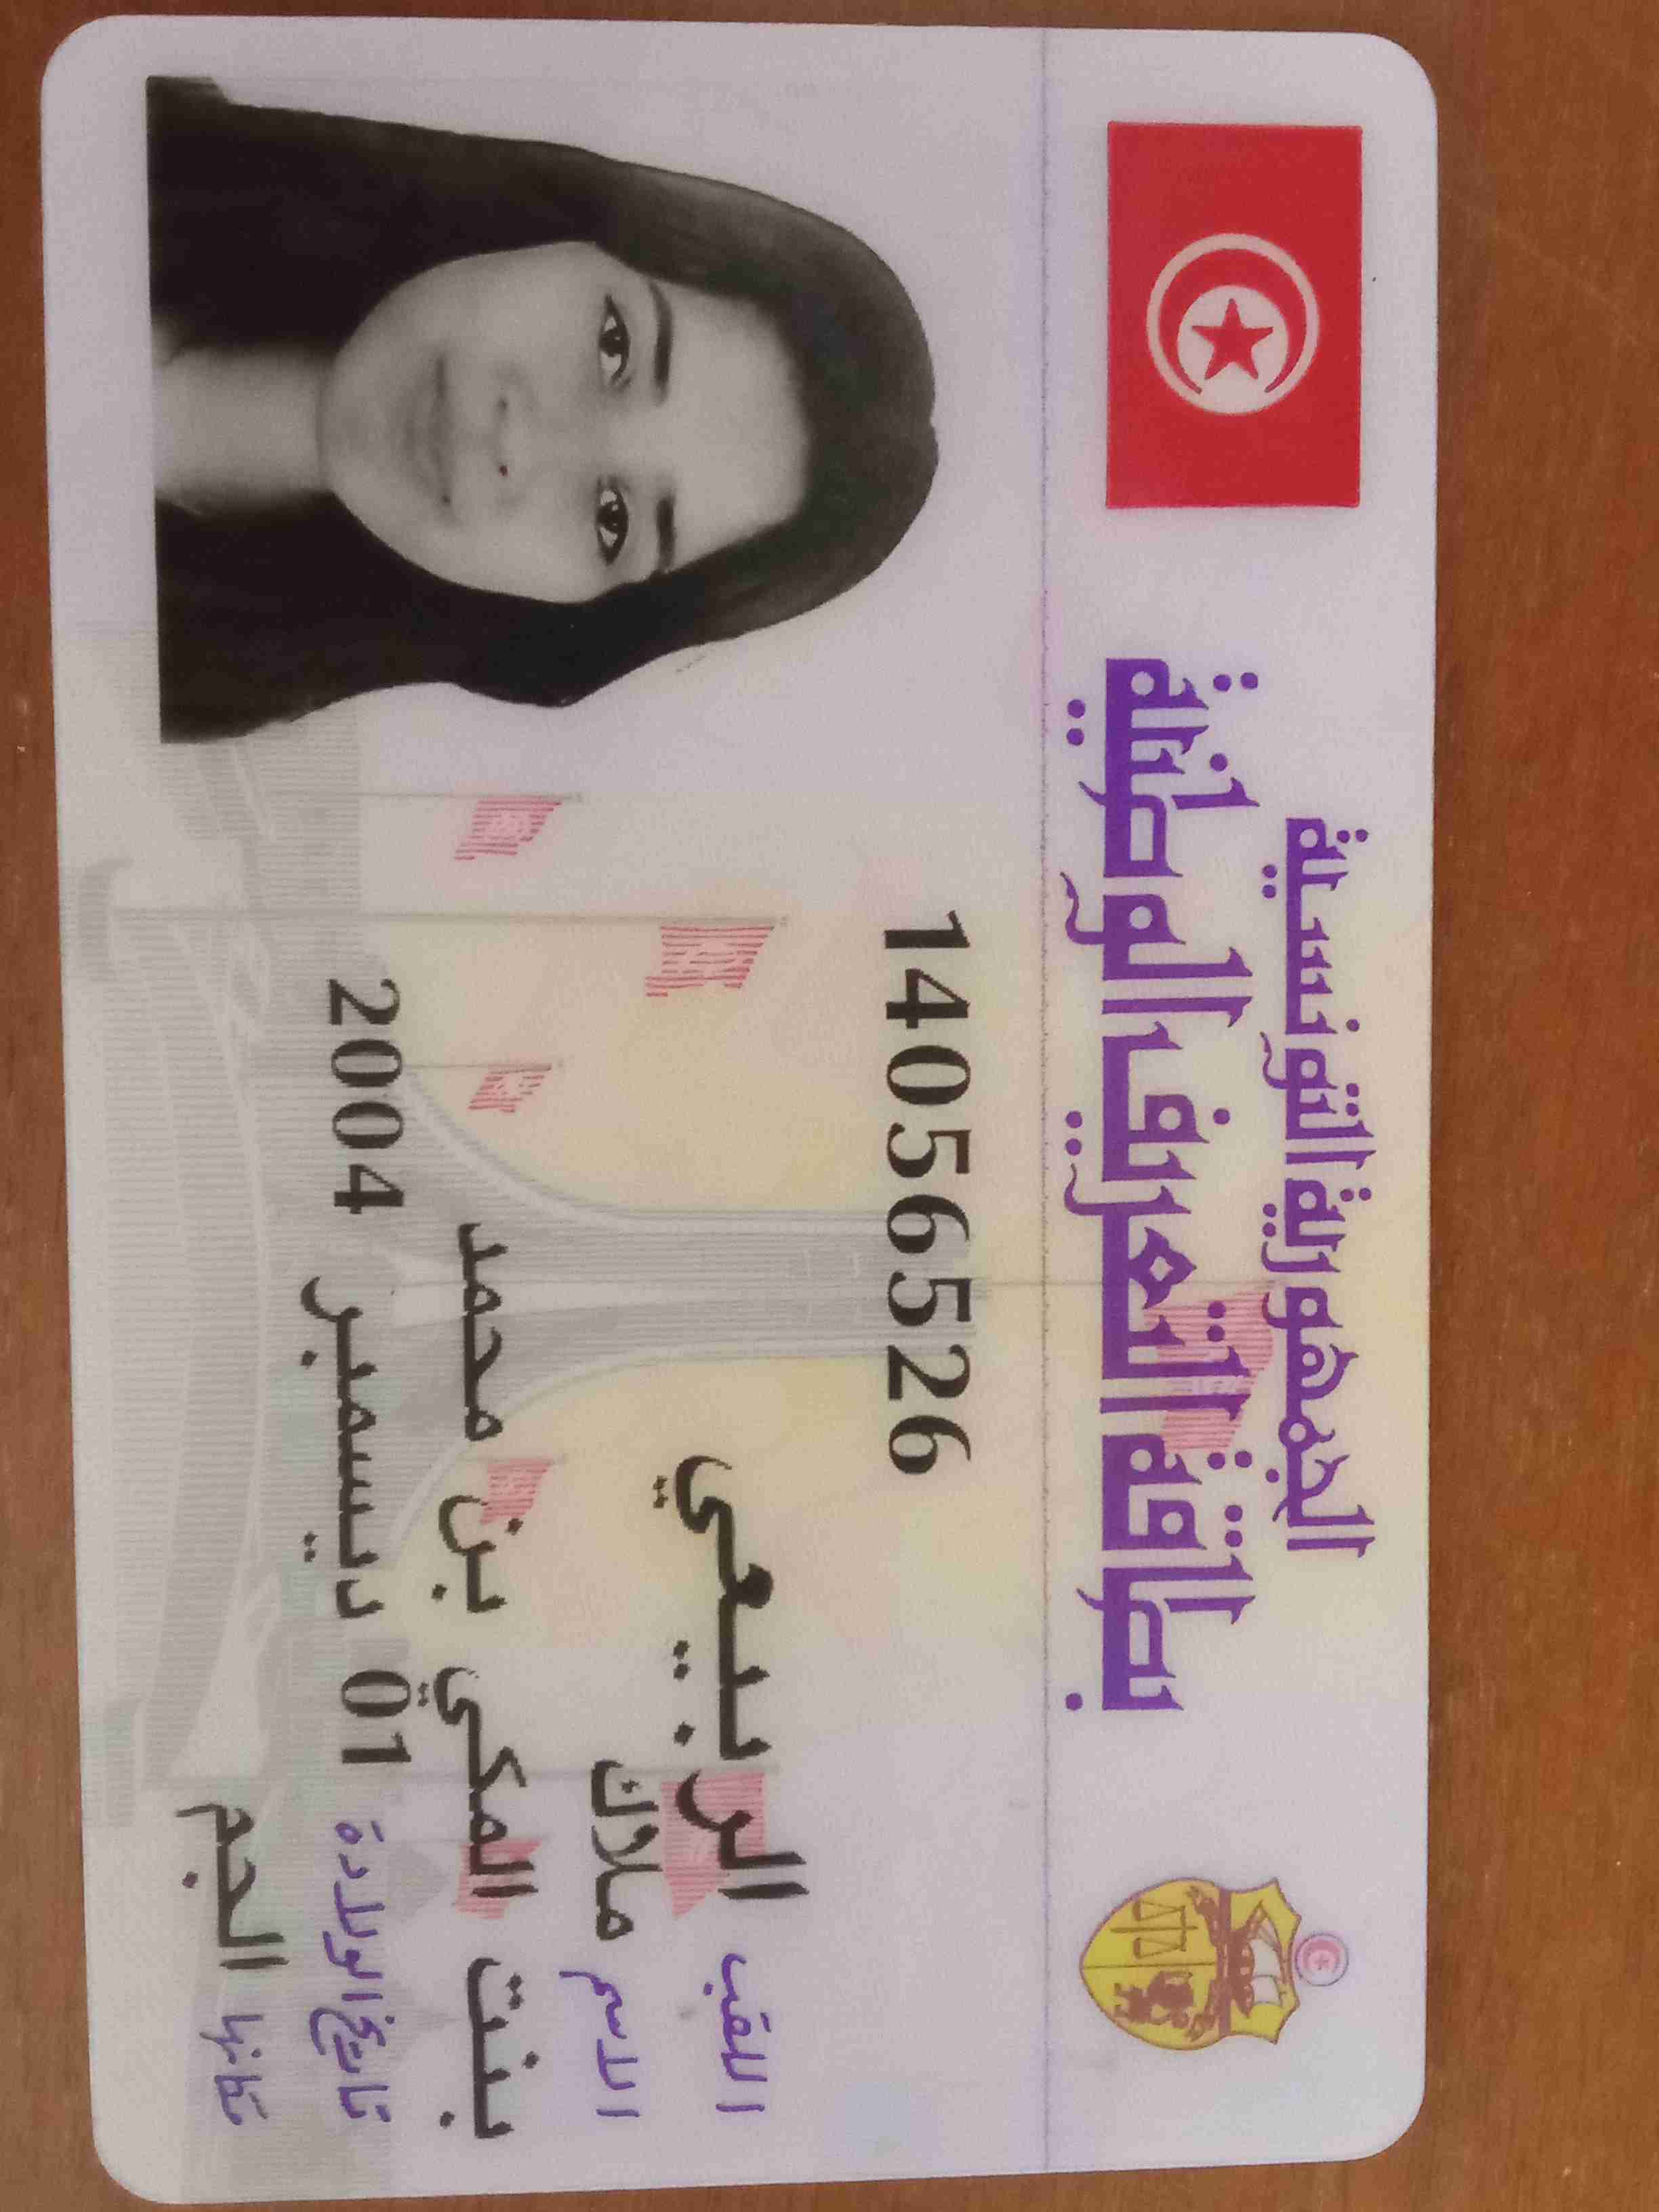 الجمهورية التونسية
بطاقة التعريف الوطنية
14056526
اللقب الربيعي
الاسم ملاك
بنت المكي بن محمد
تاريخ الولادة 01 ديسمبر 2004
مكانها الجم